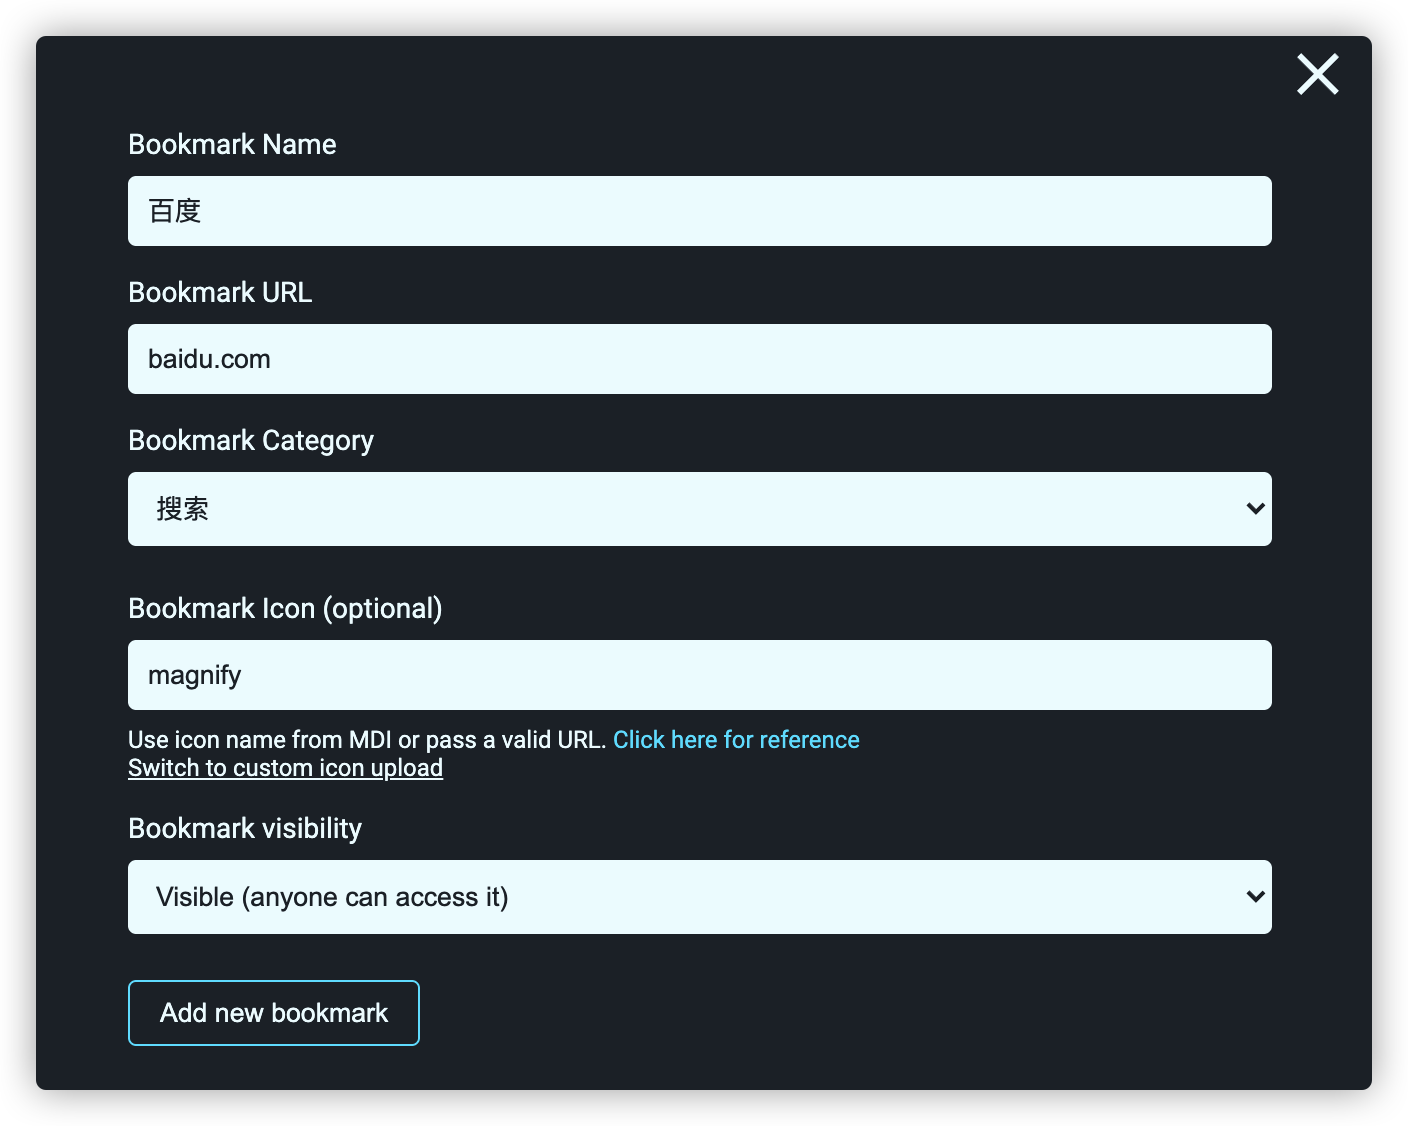 Bookmark Name
百度
Bookmark URL
baidu.com
Bookmark Category
搜索
Bookmark Icon (optional)
magnify
Use icon name from MDI or pass a valid URL. Click here for reference
Switch to custom icon upload
Bookmark visibility
Visible (anyone can access it)
Add new bookmark